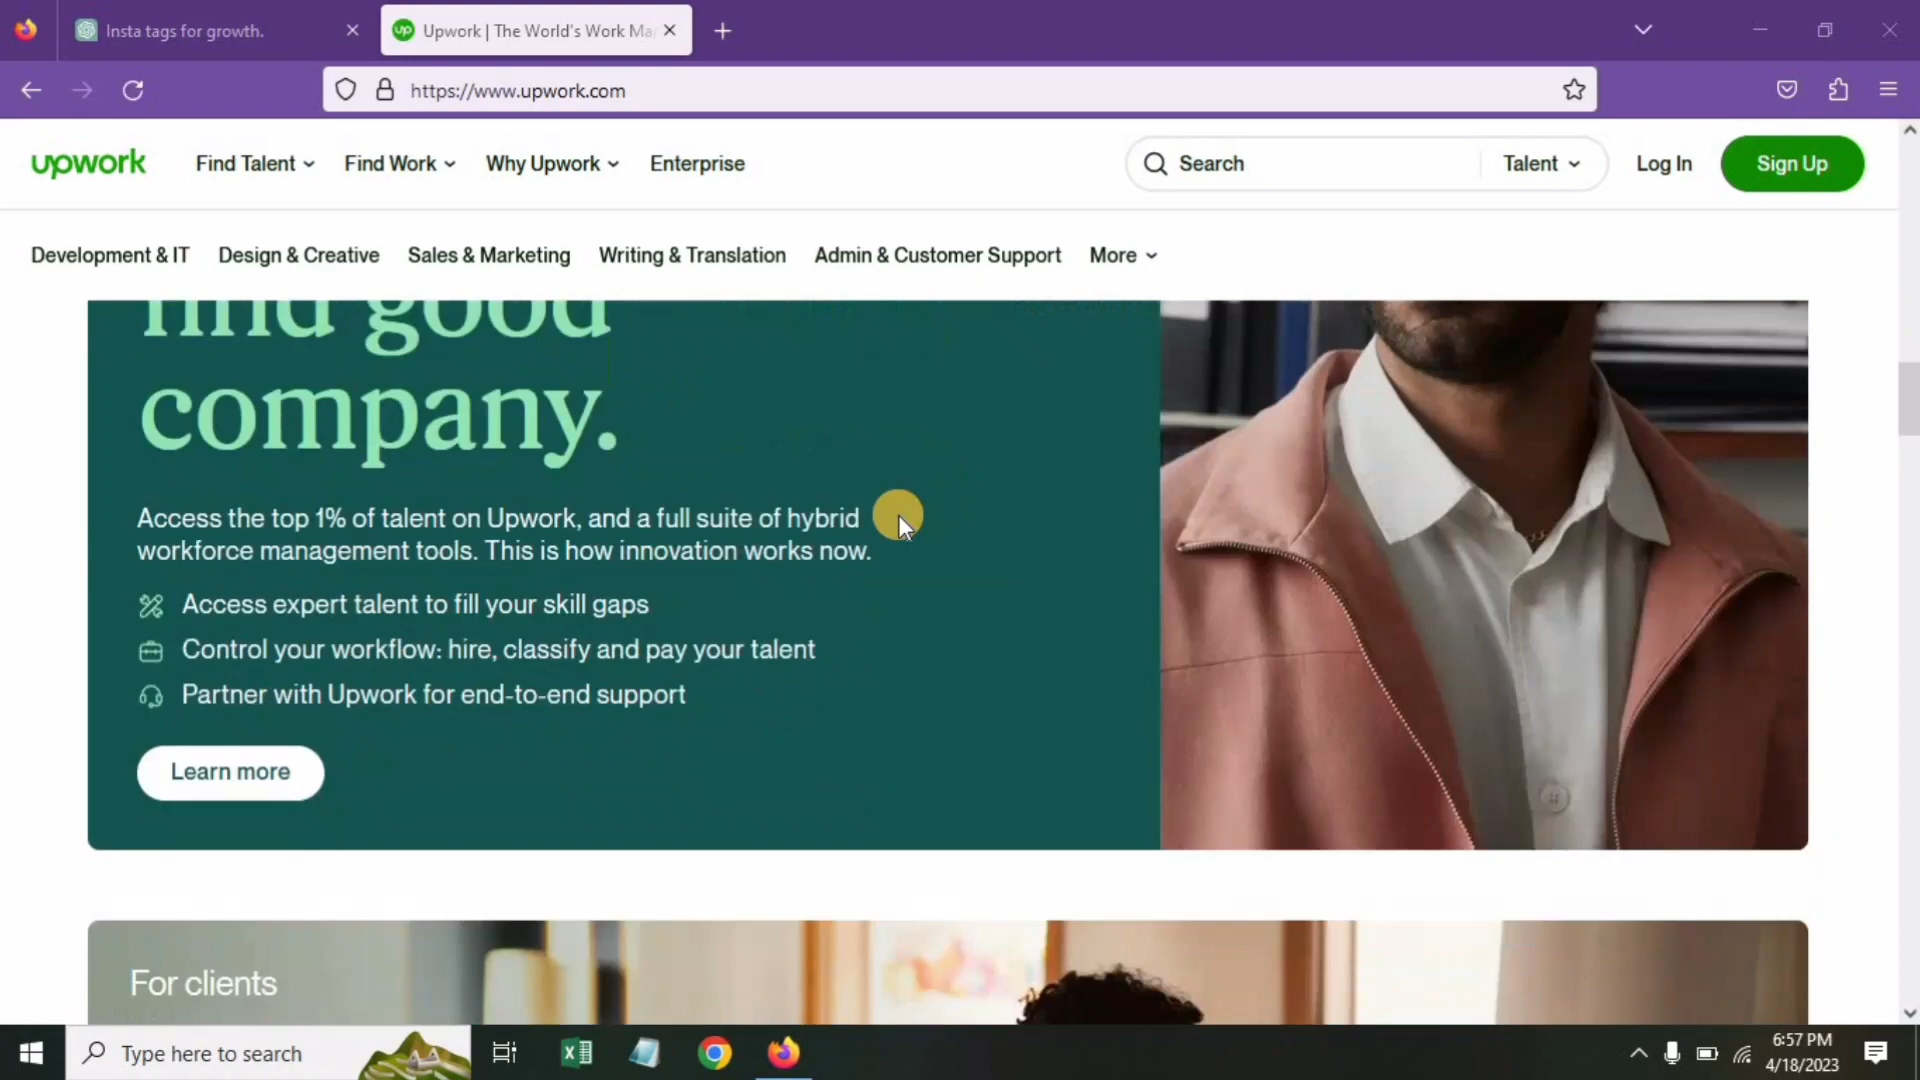 Insta tags for growth.
Upwork | The World's Work Ma
https://www.upwork.com
upwork
Find Talent
Find Work
Why Upwork
Enterprise
Search
Talent
Log In
Sign Up
Development & IT
Design & Creative
Sales & Marketing
Writing & Translation
Admin & Customer Support
More
find good
company.
Access the top 1% of talent on Upwork, and a full suite of hybrid
workforce management tools. This is how innovation works now.
Access expert talent to fill your skill gaps
Control your workflow: hire, classify and pay your talent
Partner with Upwork for end-to-end support
Learn more
For clients
Type here to search
6:57 PM
4/18/2023